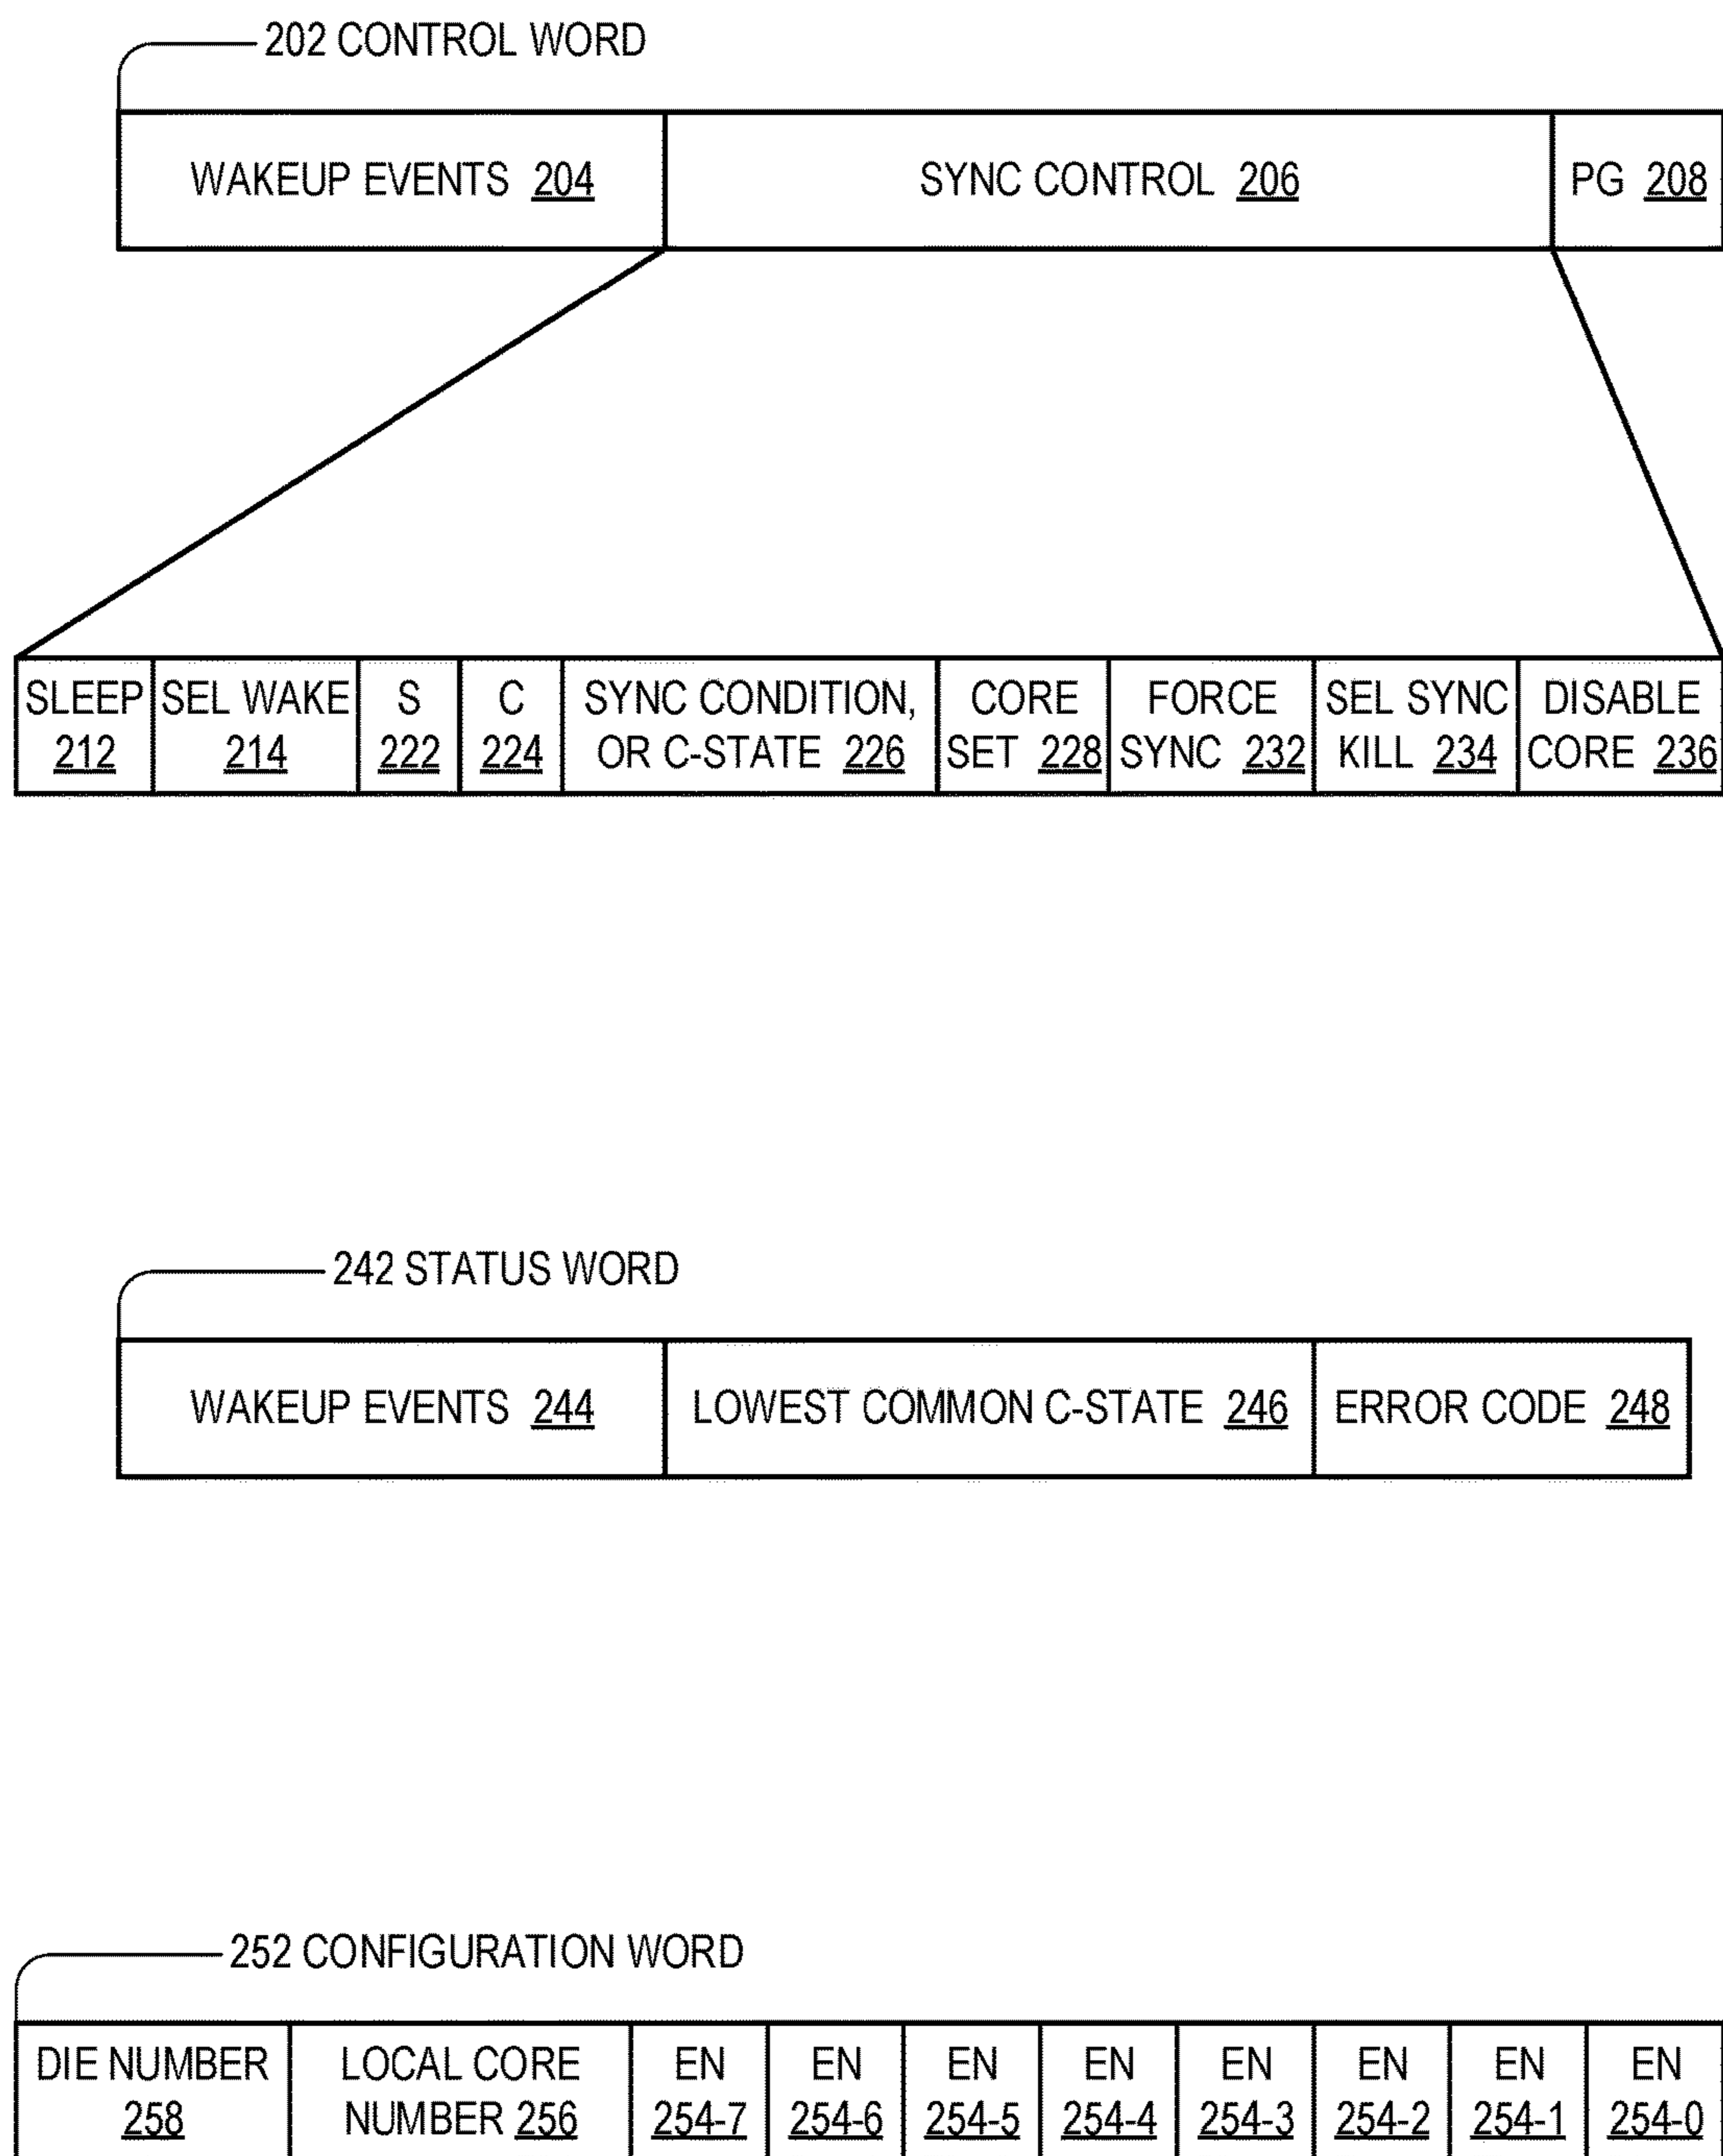 202 CONTROL WORD
WAKEUP EVENTS 204 SYNC CONTROL 206 PG 208
SLEEP SEL WAKE S C SYNC CONDITION, CORE FORCE SEL SYNC DISABLE
212 214 222 224 OR C-STATE 226 SET 228 SYNC 232 KILL 234 CORE 236
242 STATUS WORD
WAKEUP EVENTS 244 LOWEST COMMON C-STATE 246 ERROR CODE 248
252 CONFIGURATION WORD
DIE NUMBER LOCAL CORE EN EN EN EN EN EN EN EN
258 NUMBER 256 254-7 254-6 254-5 254-4 254-3 254-2 254-1 254-0